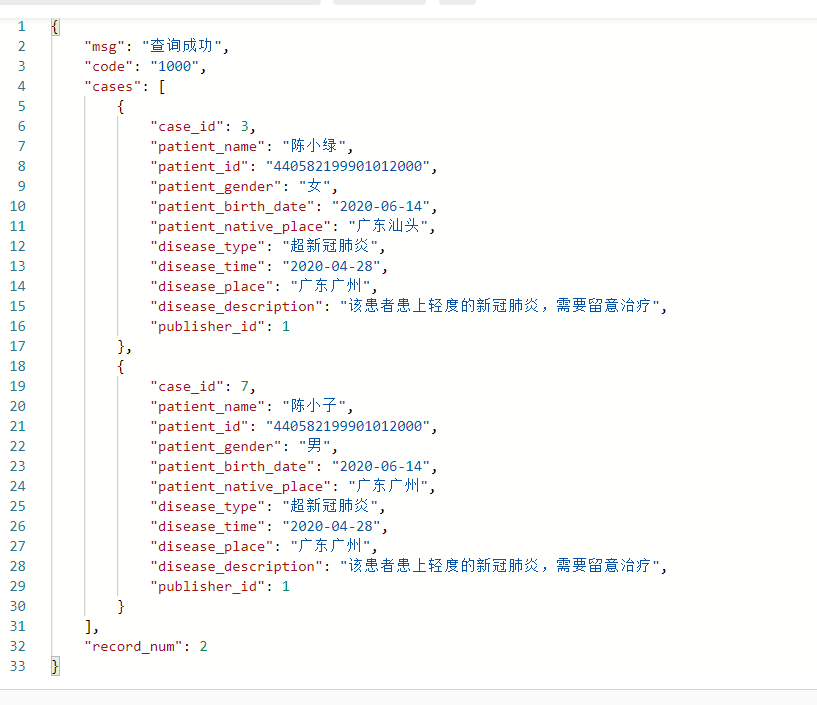 1 {
2 "msg": "查询成功",
3 "code": "1000",
4 "cases": [
5 {
6 "case_id": 3,
7 "patient_name": "陈小绿",
8 "patient_id": "440582199901012000",
9 "patient_gender": "女",
10 "patient_birth_date": "2020-06-14",
11 "patient_native_place": "广东汕头",
12 "disease_type": "超新冠肺炎",
13 "disease_time": "2020-04-28",
14 "disease_place": "广东广州",
15 "disease_description": "该患者患上轻度的新冠肺炎，需要留意治疗",
16 "publisher_id": 1
17 },
18 {
19 "case_id": 7,
20 "patient_name": "陈小子",
21 "patient_id": "440582199901012000",
22 "patient_gender": "男",
23 "patient_birth_date": "2020-06-14",
24 "patient_native_place": "广东广州",
25 "disease_type": "超新冠肺炎",
26 "disease_time": "2020-04-28",
27 "disease_place": "广东广州",
28 "disease_description": "该患者患上轻度的新冠肺炎，需要留意治疗",
29 "publisher_id": 1
30 }
31 ],
32 "record_num": 2
33 }